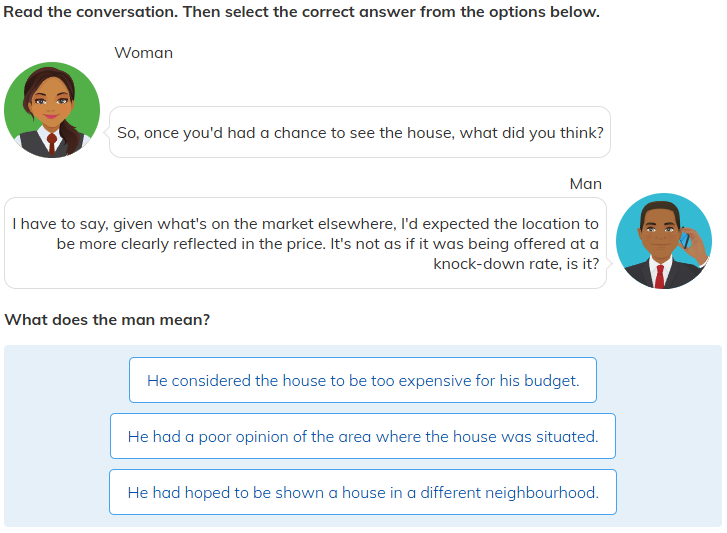 Read the conversation. Then select the correct answer from the options below.
Woman
So, once you'd had a chance to see the house, what did you think?
Man
I have to say, given what's on the market elsewhere, I'd expected the location to
be more clearly reflected in the price. It's not as if it was being offered at a
knock-down rate, is it?
What does the man mean?
He considered the house to be too expensive for his budget.
He had a poor opinion of the area where the house was situated.
He had hoped to be shown a house in a different neighbourhood.